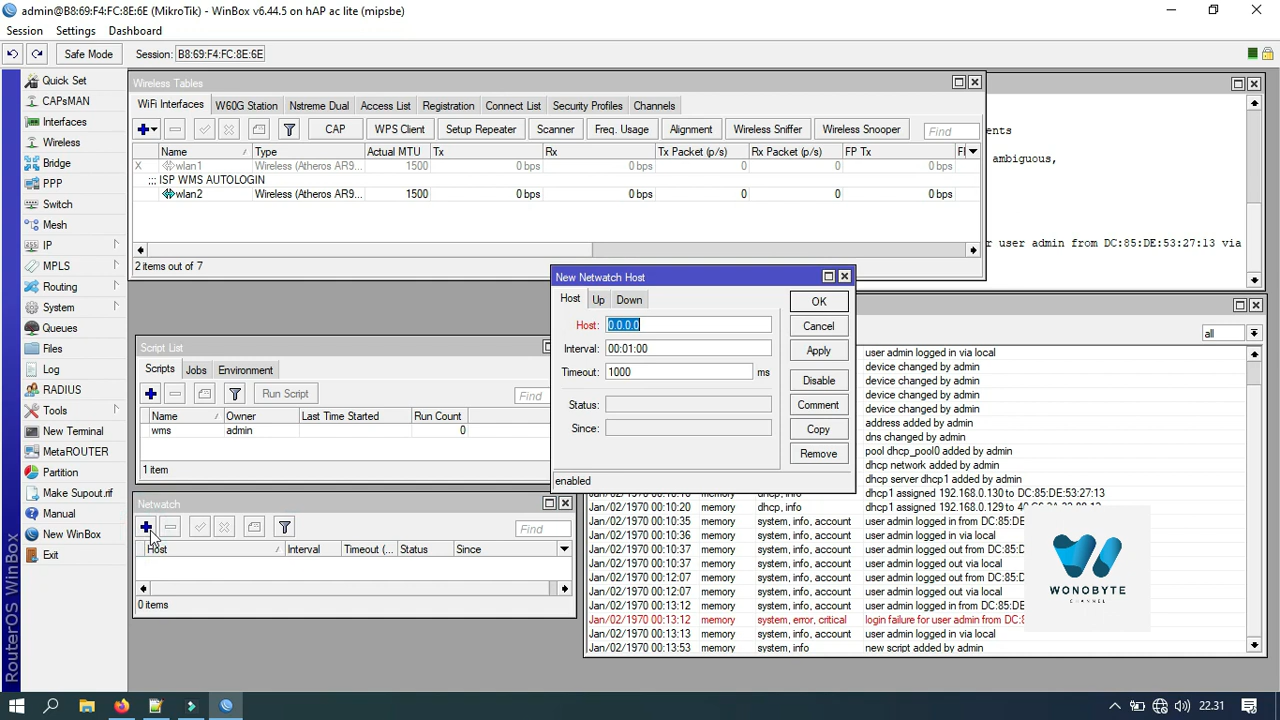 admin@B8:69:F4:FC:8E:6E (MikroTik) - WinBox v6.44.5 on hAP ac lite (mipsbe)
Session Settings Dashboard
Safe Mode Session: B8:69:F4:FC:8E:6E
Quick Set
CAPsMAN
Interfaces
Wireless
Bridge
PPP
Switch
Mesh
IP
MPLS
Routing
System
Queues
Files
Log
RADIUS
Tools
New Terminal
MetaROUTER
Partition
Make Supout.rif
Manual
New WinBox
Exit
RouterOS WinBox
Wireless Tables
WiFi Interfaces W60G Station Nstreme Dual Access List Registration Connect List Security Profiles Channels
CAP WPS Client Setup Repeater Scanner Freq. Usage Alignment Wireless Sniffer Wireless Snooper Find
Name Type Actual MTU Tx Rx Tx Packet (p/s) Rx Packet (p/s) FP Tx
X wlan1 Wireless (Atheros AR9... 1500 0 bps 0 bps 0 0 0 bps
;;; ISP WMS AUTOLOGIN
wlan2 Wireless (Atheros AR9... 1500 0 bps 0 bps 0 0 0 bps
2 items out of 7
ambiguous,
user admin from DC:85:DE:53:27:13 via
New Netwatch Host
Host Up Down
Host: 0.0.0.0
Interval: 00:01:00
Timeout: 1000 ms
Status:
Since:
enabled
OK
Cancel
Apply
Disable
Comment
Copy
Remove
Script List
Scripts Jobs Environment
Run Script Find
Name Owner Last Time Started Run Count
wms admin 0
1 item
Netwatch
Find
Host Interval Timeout (... Status Since
0 items
all
user admin logged in via local
device changed by admin
device changed by admin
device changed by admin
device changed by admin
address added by admin
dns changed by admin
pool dhcp_pool0 added by admin
dhcp network added by admin
dhcp server dhcp1 added by admin
dhcp1 assigned 192.168.0.130 to DC:85:DE:53:27:13
Jan/02/1970 00:10:20 memory dhcp, info dhcp1 assigned 192.168.0.129 to
Jan/02/1970 00:10:35 memory system, info, account user admin logged in from DC:85:DE:53
Jan/02/1970 00:10:36 memory system, info, account user admin logged in via local
Jan/02/1970 00:10:37 memory system, info, account user admin logged out from DC:85:DE:5
Jan/02/1970 00:10:37 memory system, info, account user admin logged out via local
Jan/02/1970 00:12:07 memory system, info, account user admin logged out from DC:85:DE:5
Jan/02/1970 00:12:07 memory system, info, account user admin logged out via local
Jan/02/1970 00:13:12 memory system, info, account user admin logged in from DC:85:DE:53
Jan/02/1970 00:13:12 memory system, error, critical login failure for user admin from DC:8
Jan/02/1970 00:13:13 memory system, info, account user admin logged in via local
Jan/02/1970 00:13:53 memory system, info new script added by admin
WONOBYTE
CHANNEL
22.31